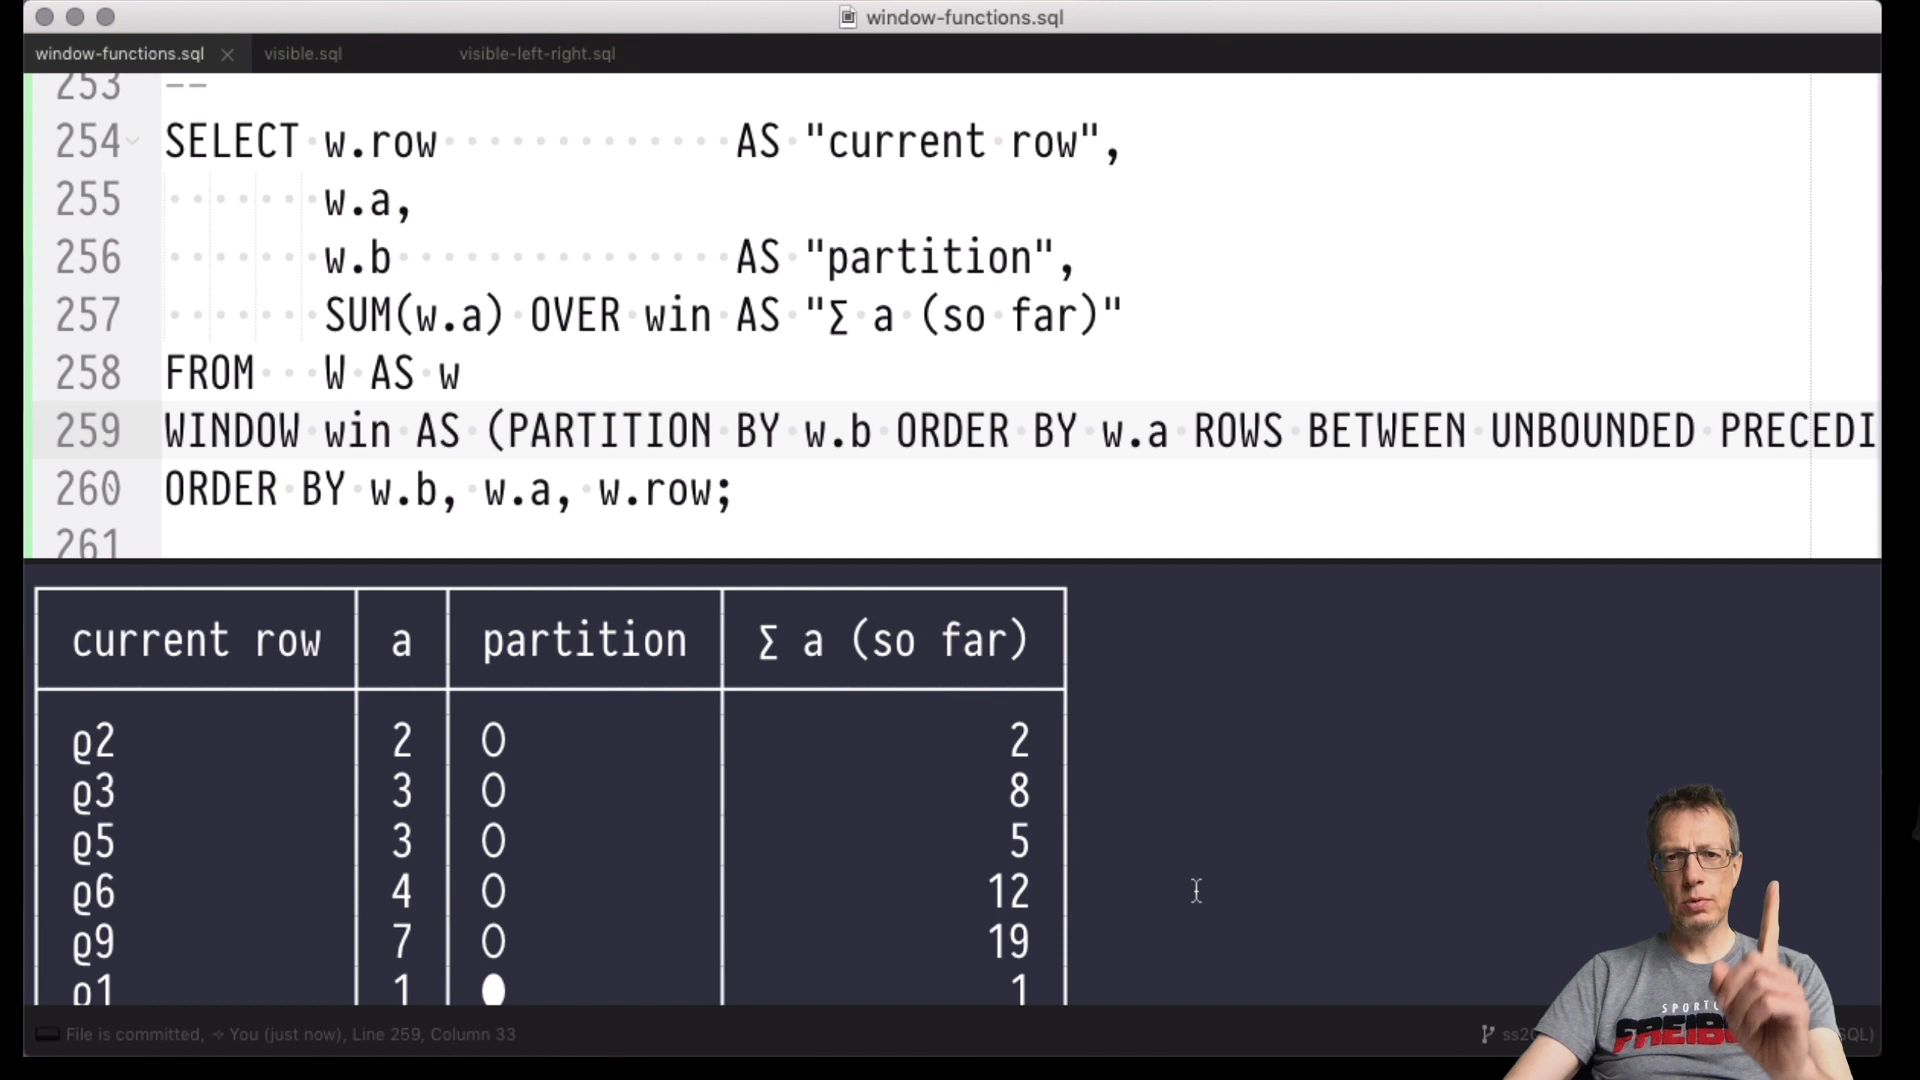 window-functions.sql
window-functions.sql visible.sql visible-left-right.sql
253 --
254 SELECT w.row AS "current row",
255 w.a,
256 w.b AS "partition",
257 SUM(w.a) OVER win AS "∑ a (so far)"
258 FROM W AS w
259 WINDOW win AS (PARTITION BY w.b ORDER BY w.a ROWS BETWEEN UNBOUNDED PRECEDI
260 ORDER BY w.b, w.a, w.row;
261
current row a partition ∑ a (so far)
ϱ2 2 ○ 2
ϱ3 3 ○ 8
ϱ5 3 ○ 5
ϱ6 4 ○ 12
ϱ9 7 ○ 19
ϱ1 1 ● 1
File is committed, You (just now), Line 259, Column 33
ss20 SQL)
SPORTC
FREIB